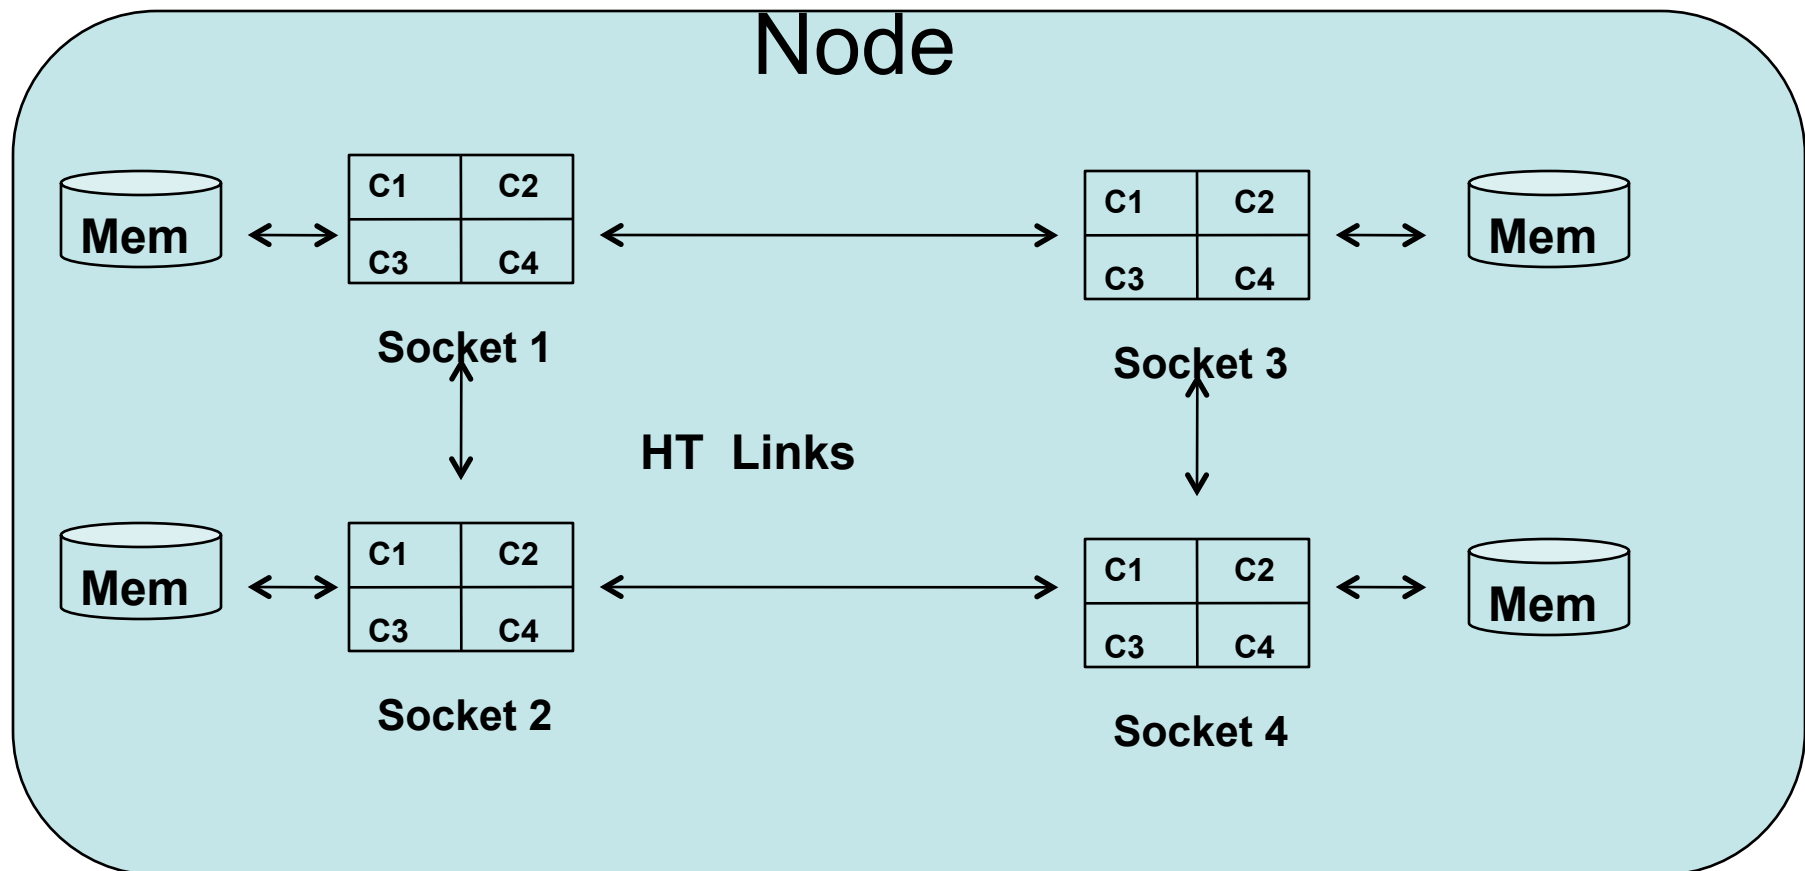 Node
Mem
C1 C2
C3 C4
Socket 1
C1 C2
C3 C4
Socket 3
Mem
HT Links
Mem
C1 C2
C3 C4
Socket 2
C1 C2
C3 C4
Socket 4
Mem